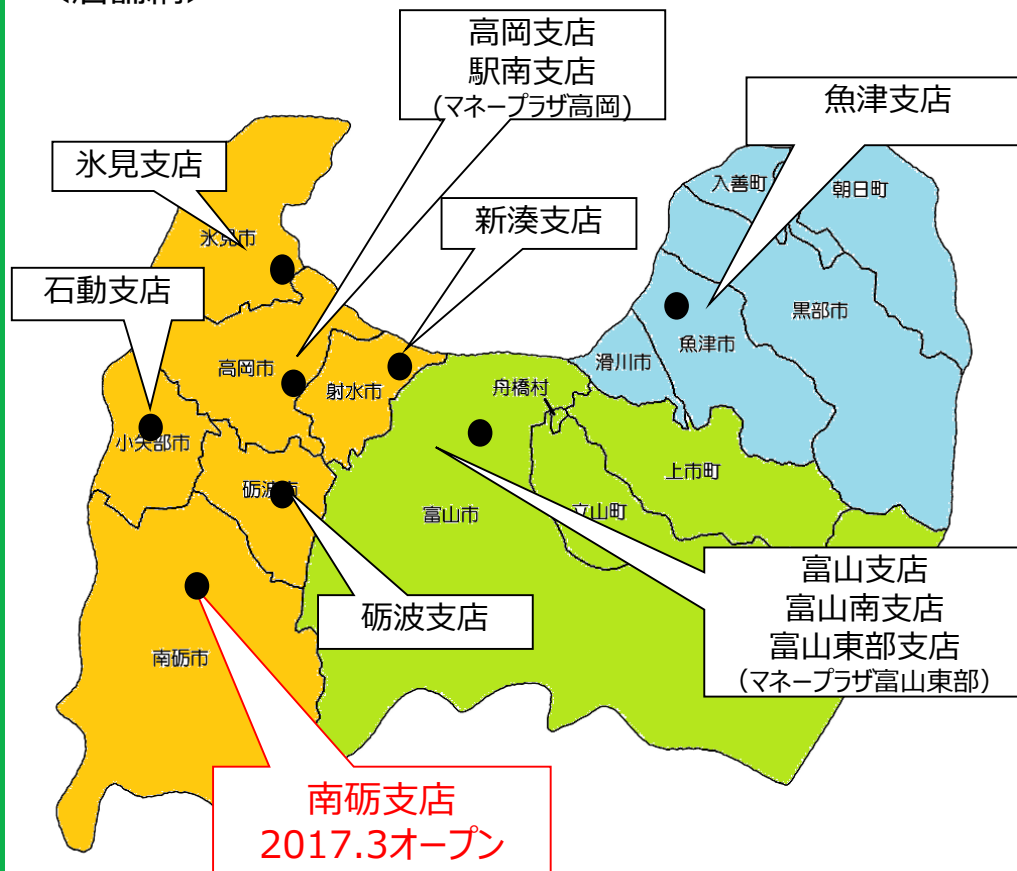 高岡支店
駅南支店
(マネープラザ高岡)
魚津支店
氷見支店
入善町
朝日町
新湊支店
氷見市
石動支店
黒部市
魚津市
滑川市
高岡市
射水市
舟橋村
小矢部市
上市町
砺波市
富山市
立山町
富山支店
富山南支店
富山東部支店
(マネープラザ富山東部)
砺波支店
南砺市
南砺支店
2017.3オープン